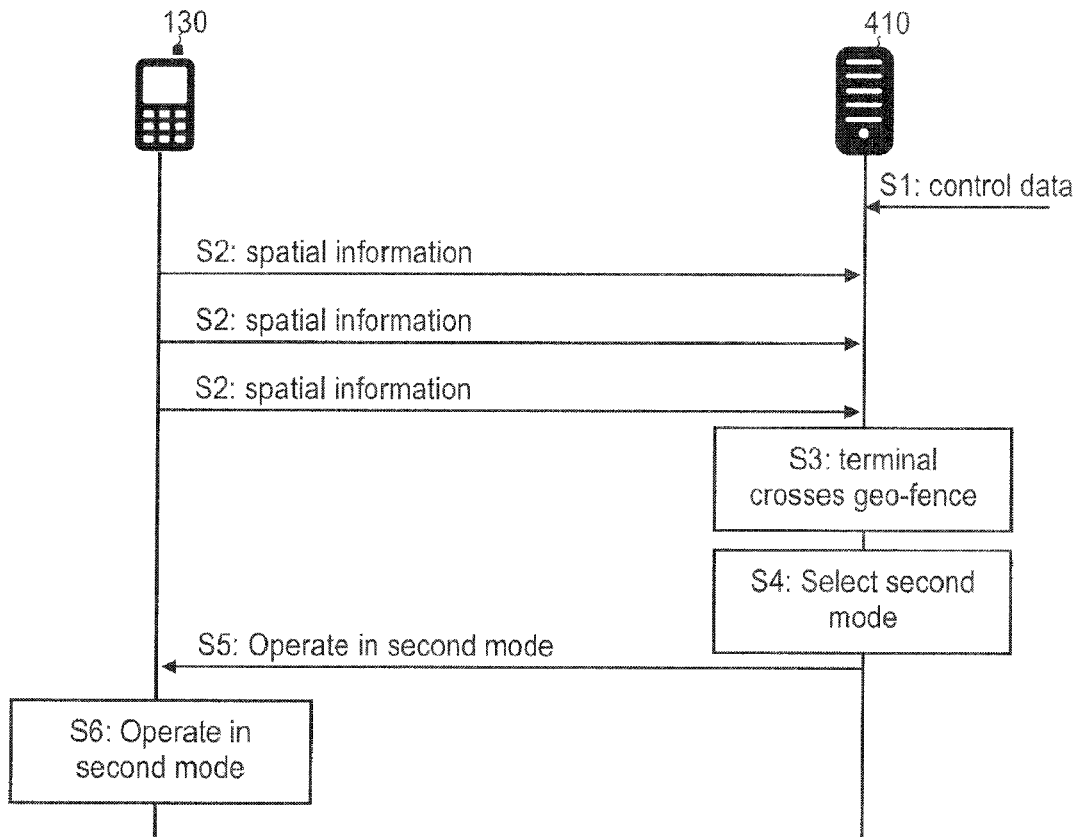 130
410
S1: control data
S2: spatial information
S2: spatial information
S2: spatial information
S3: terminal
crosses geo-fence
S4: Select second
mode
S5: Operate in second mode
S6: Operate in
second mode